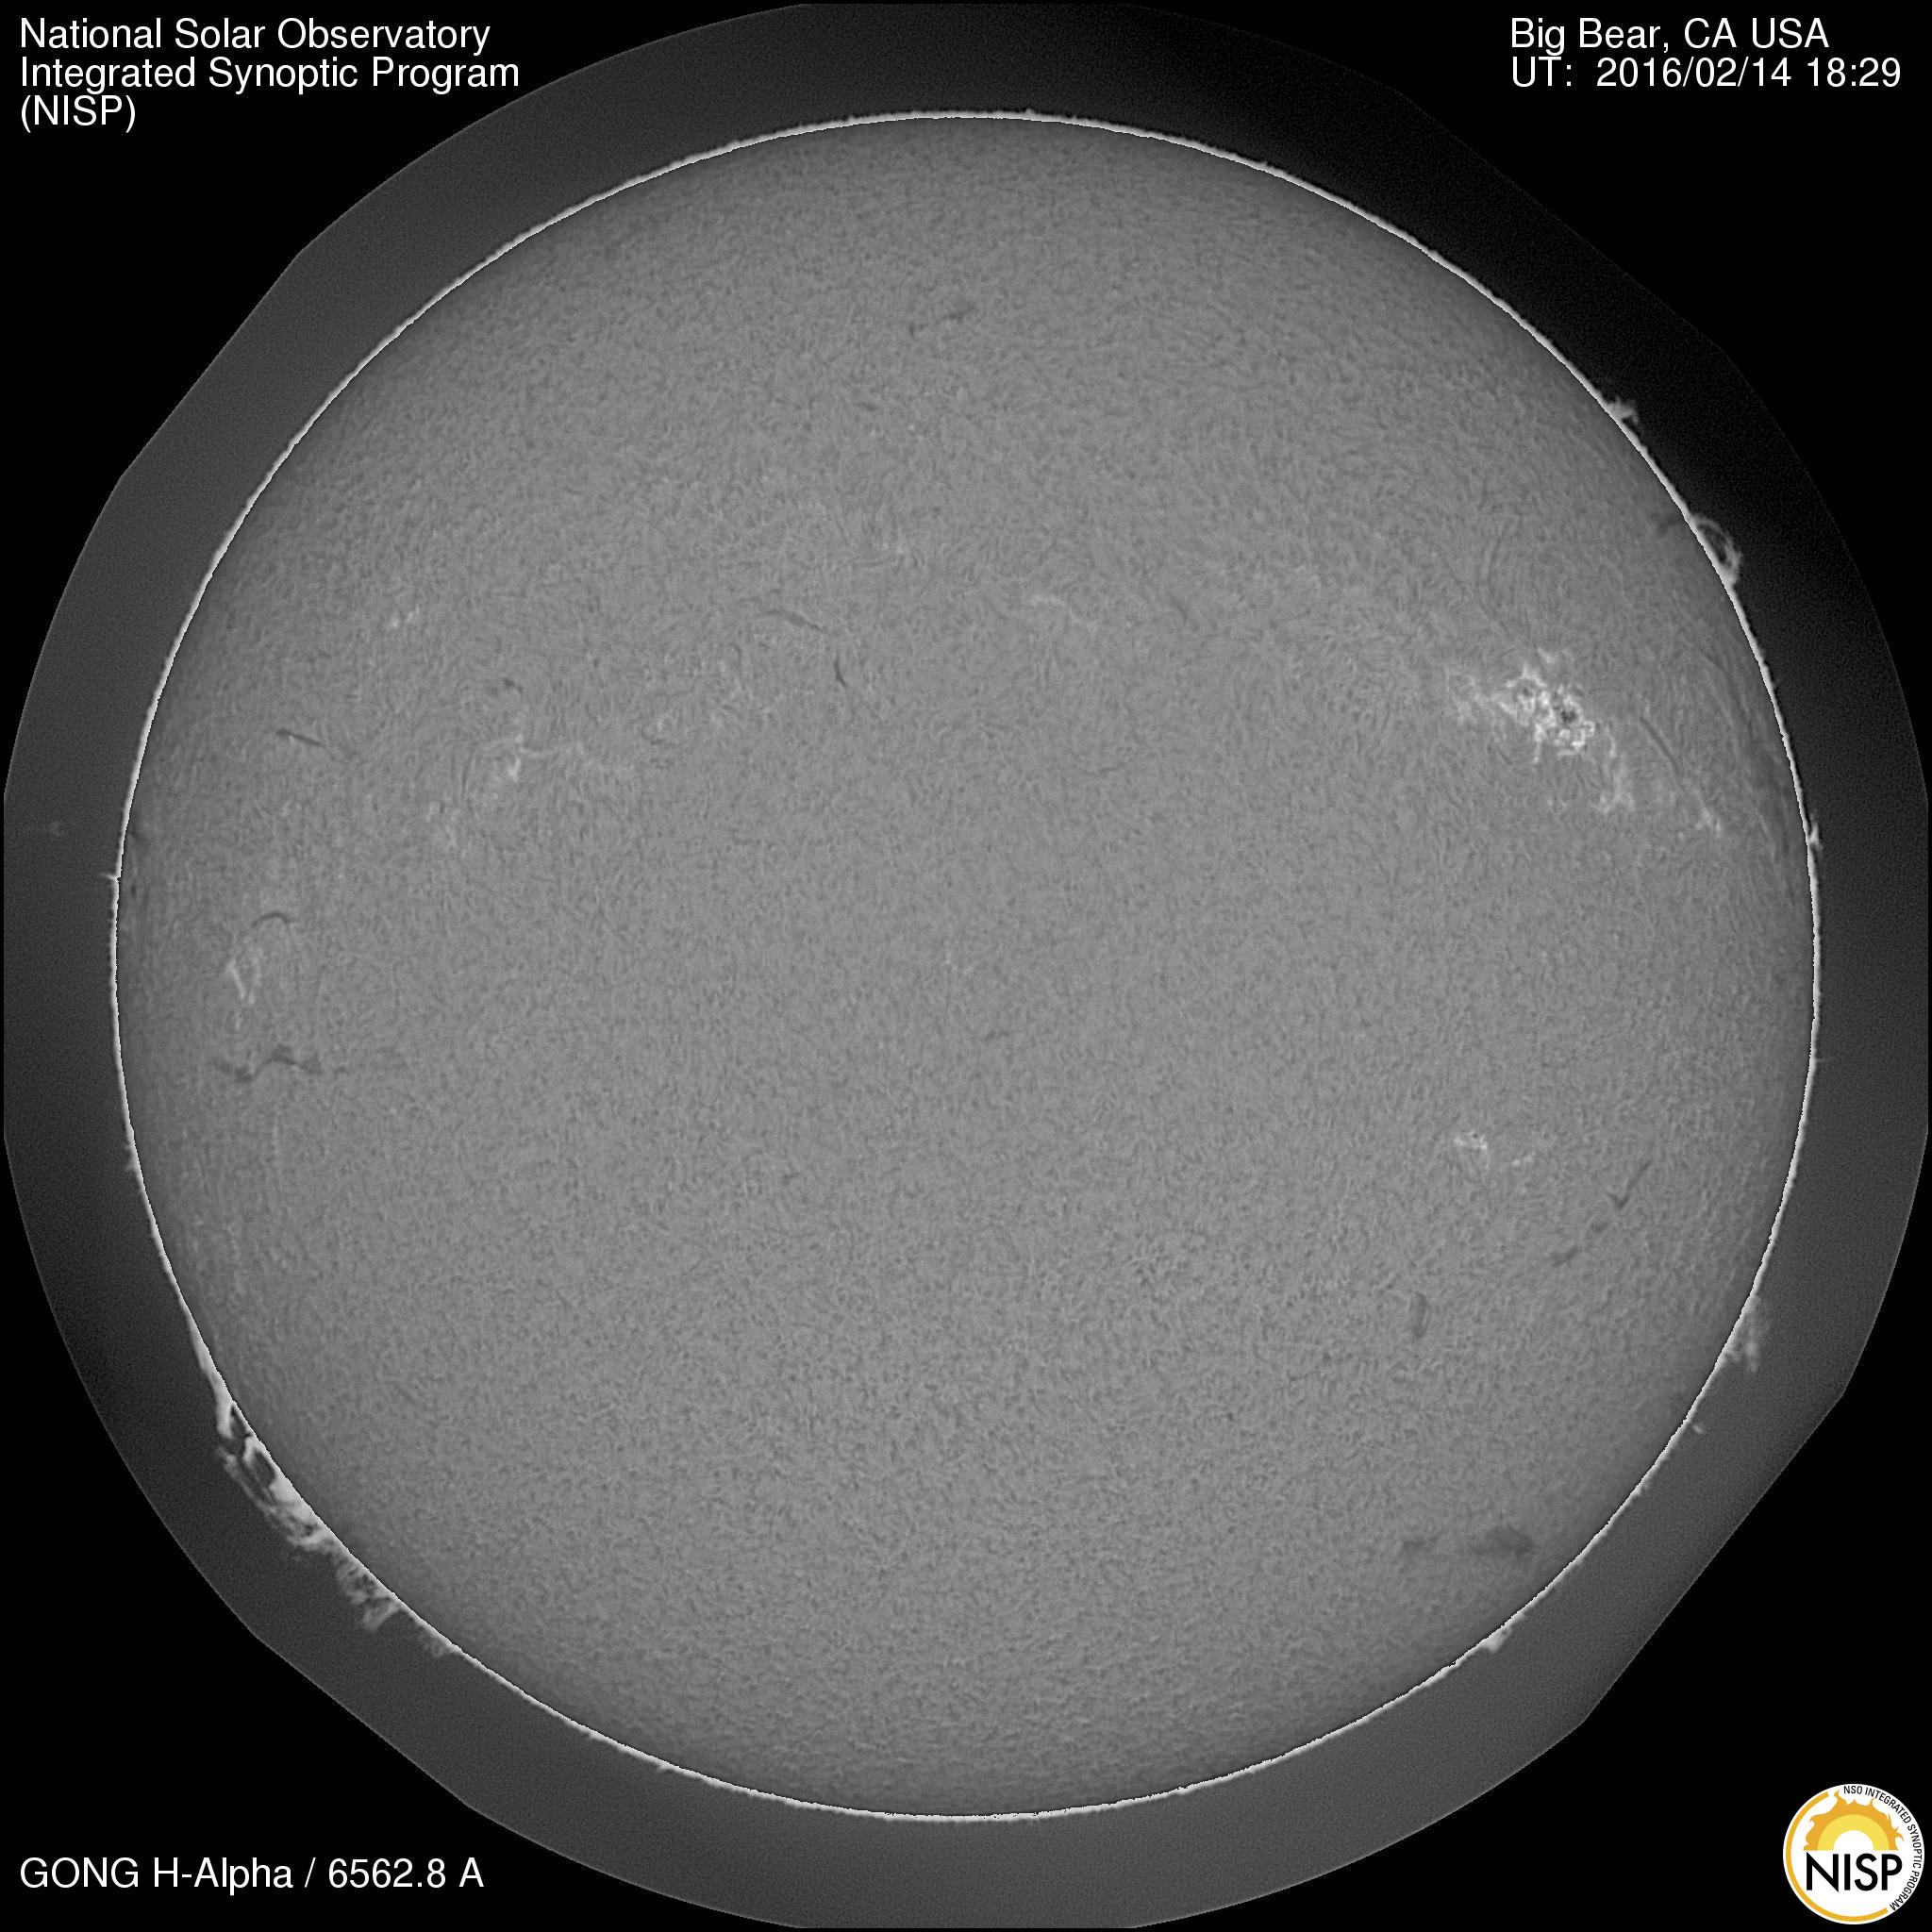 National Solar Observatory
Integrated Synoptic Program
(NISP)
Big Bear, CA USA
UT: 2016/02/14 18:29
GONG H-Alpha / 6562.8 A
NSO INTEGRATED SYNOPTIC PROGRAM
NISP